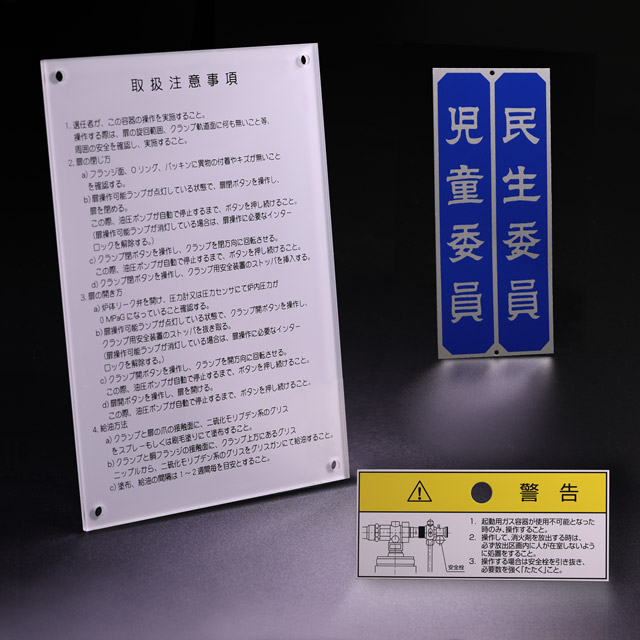 取扱注意事項
1. 選任者が、この容器の操作を実施すること。
操作する際は、扉の旋回範囲、クランプ軌道面に何も無いこと等、
周囲の安全を確認し、実施すること。
2. 扉の閉じ方
a) フランジ面、Oリング、パッキンに異物の付着やキズが無いこと
を確認する。
b) 扉操作可能ランプが点灯している状態で、扉閉ボタンを操作し、
扉を閉める。
この際、油圧ポンプが自動で停止するまで、ボタンを押し続けること。
(扉操作可能ランプが消灯している場合は、扉操作に必要なインター
ロックを解除する。)
c) クランプ閉ボタンを操作し、クランプを閉方向に回転させる。
この際、油圧ポンプが自動で停止するまで、ボタンを押し続けること。
d) クランプ閉ボタンを操作し、クランプ用安全装置のストッパを挿入する。
3. 扉の開き方
a) 炉体リーク弁を開け、圧力計又は圧力センサにて炉内圧力が
0 MPaGになっていること確認する。
b) 扉操作可能ランプが点灯している状態で、クランプ開ボタンを操作し、
クランプ用安全装置のストッパを抜き取る。
(扉操作可能ランプが消灯している場合は、扉操作に必要なインター
ロックを解除する。)
c) クランプ開ボタンを操作し、クランプを開方向に回転させる。
この際、油圧ポンプが自動で停止するまで、ボタンを押し続けること。
d) 扉開ボタンを操作し、扉を開ける。
この際、油圧ポンプが自動で停止するまで、ボタンを押し続けること。
4. 給油方法
a) クランプと扉の爪の接触面に、二硫化モリブデン系のグリス
をスプレーもしくは刷毛塗りにて塗布すること。
b) クランプと胴フランジの接触面に、クランプ上方にあるグリス
ニップルから、二硫化モリブデン系のグリスをグリスガンにて給油すること。
c) 塗布、給油の間隔は1〜2週間毎を目安とすること。
民生委員
児童委員
警告
1. 起動用ガス容器が使用不可能となった
時のみ、操作すること。
2. 操作して、消火剤を放出する時は、
必ず放出区画内に人が在室しないよう
に処置をすること。
3. 操作する場合は安全栓を引き抜き、
必要数を強く「たたく」こと。
安全栓